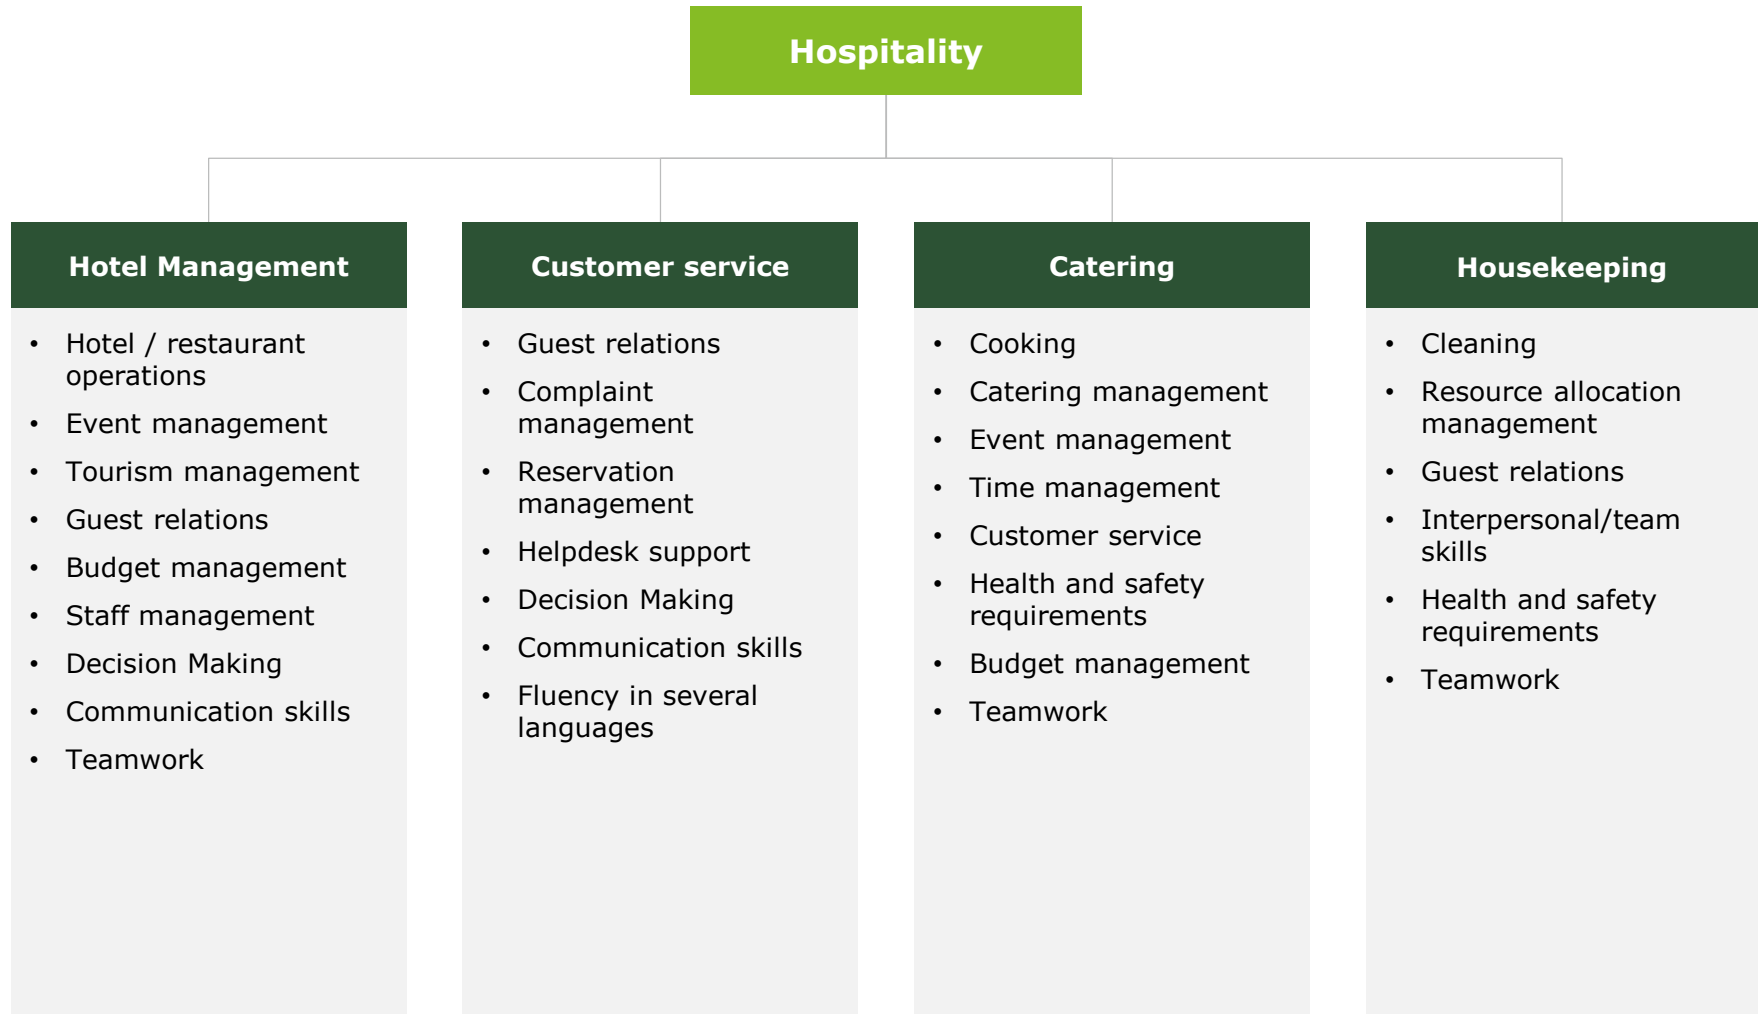 Hospitality
Hotel Management
• Hotel / restaurant
operations
• Event management
• Tourism management
• Guest relations
• Budget management
• Staff management
• Decision Making
• Communication skills
• Teamwork
Customer service
• Guest relations
• Complaint
management
• Reservation
management
• Helpdesk support
• Decision Making
• Communication skills
• Fluency in several
languages
Catering
• Cooking
• Catering management
• Event management
• Time management
• Customer service
• Health and safety
requirements
• Budget management
• Teamwork
Housekeeping
• Cleaning
• Resource allocation
management
• Guest relations
• Interpersonal/team
skills
• Health and safety
requirements
• Teamwork